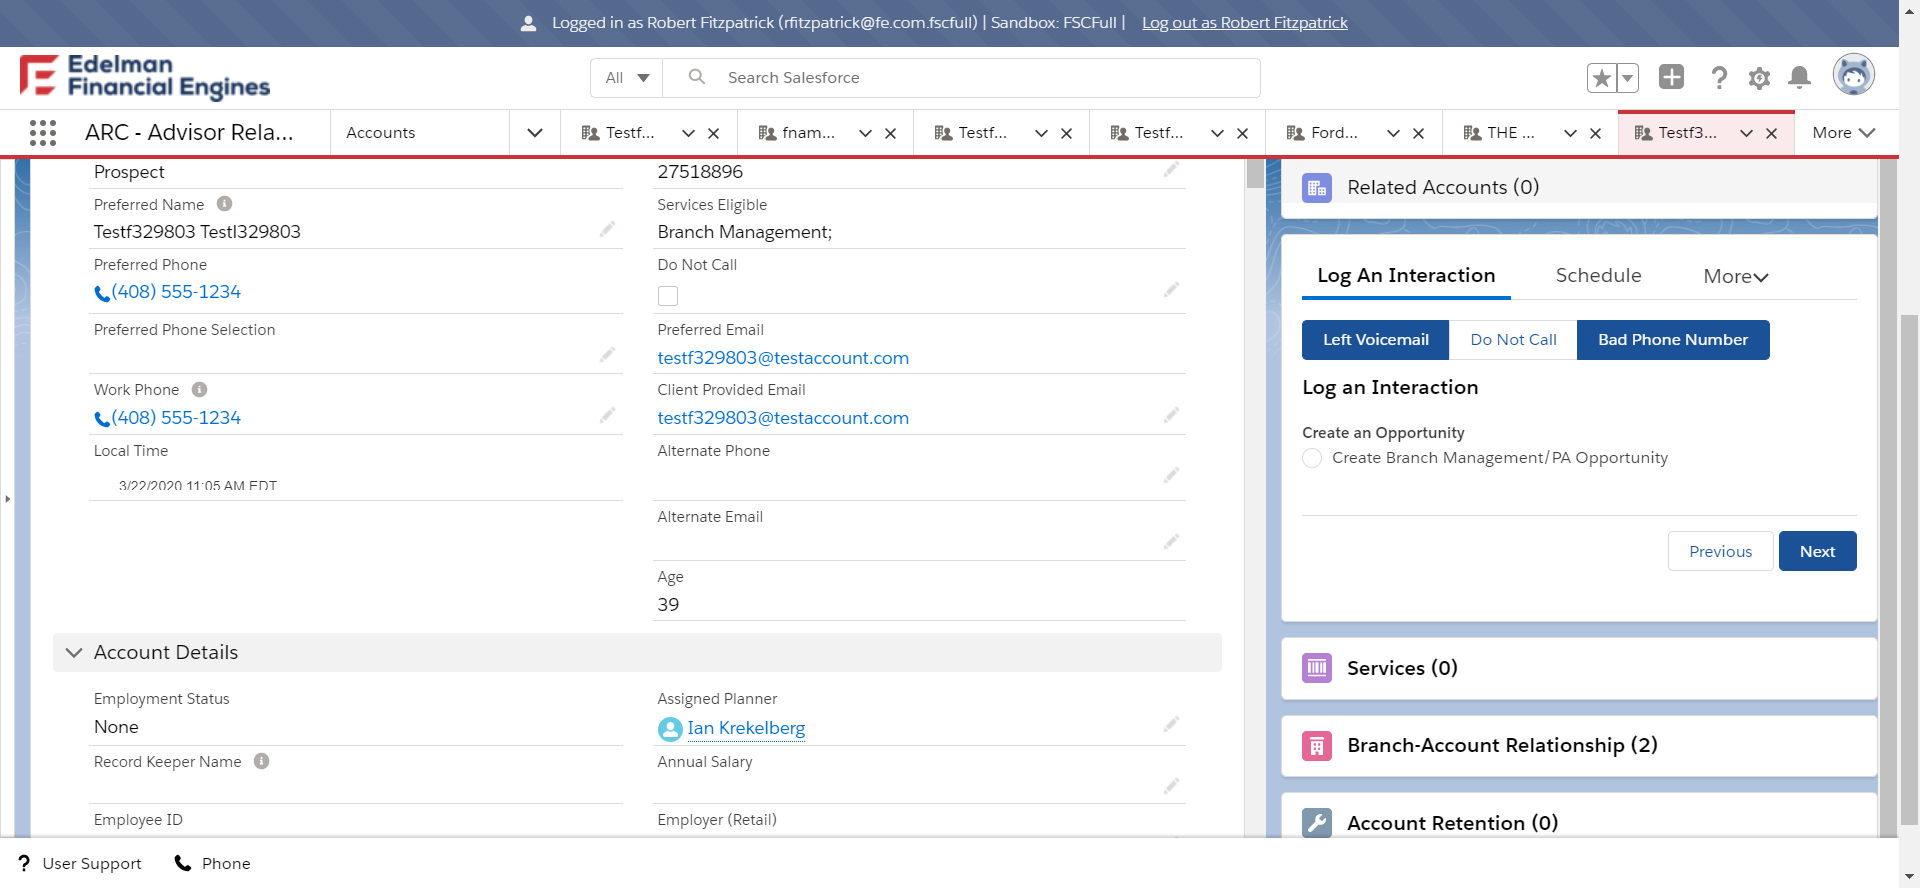 Logged in as Robert Fitzpatrick (rfitzpatrick@fe.com.fscfull) | Sandbox: FSCFull | Log out as Robert Fitzpatrick
Edelman
Financial Engines
All
Search Salesforce
ARC - Advisor Rela...
Accounts
Testf...
fnam...
Testf...
Testf...
Ford...
THE ...
Testf3...
More
Prospect
27518896
Preferred Name
Services Eligible
Testf329803 Testl329803
Branch Management;
Preferred Phone
Do Not Call
(408) 555-1234
Preferred Phone Selection
Preferred Email
testf329803@testaccount.com
Work Phone
Client Provided Email
(408) 555-1234
testf329803@testaccount.com
Local Time
Alternate Phone
3/22/2020 11:05 AM EDT
Alternate Email
Age
39
Account Details
Employment Status
Assigned Planner
None
Ian Krekelberg
Record Keeper Name
Annual Salary
Employee ID
Employer (Retail)
Related Accounts (0)
Log An Interaction
Schedule
More
Left Voicemail
Do Not Call
Bad Phone Number
Log an Interaction
Create an Opportunity
Create Branch Management/PA Opportunity
Previous
Next
Services (0)
Branch-Account Relationship (2)
Account Retention (0)
? User Support
Phone